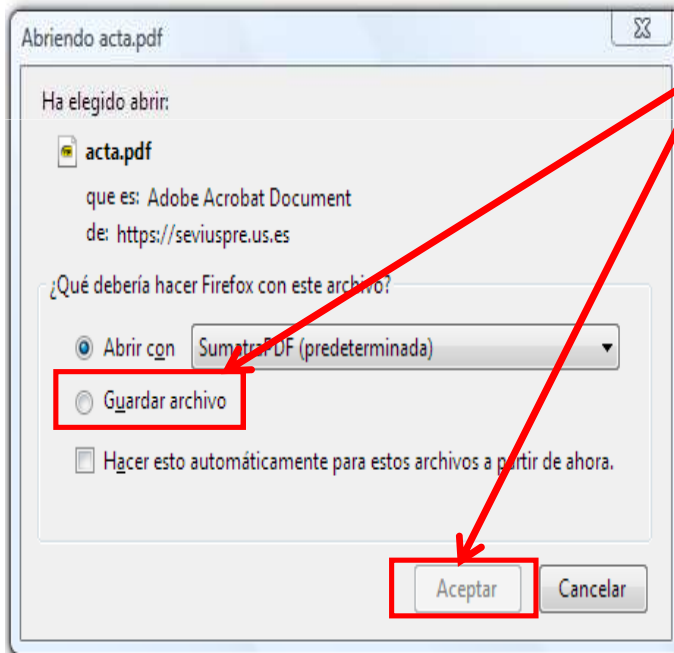 Abriendo acta.pdf
Ha elegido abrir:
acta.pdf
que es: Adobe Acrobat Document
de: https://seviuspre.us.es
¿Qué debería hacer Firefox con este archivo?
Abrir con SumatraPDF (predeterminada)
Guardar archivo
Hacer esto automáticamente para estos archivos a partir de ahora.
Aceptar Cancelar